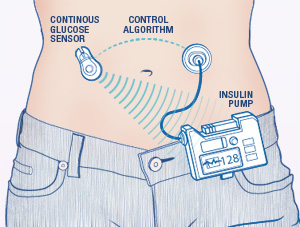 CONTINOUS
GLUCOSE
SENSOR
CONTROL
ALGORITHM
INSULIN
PUMP
128